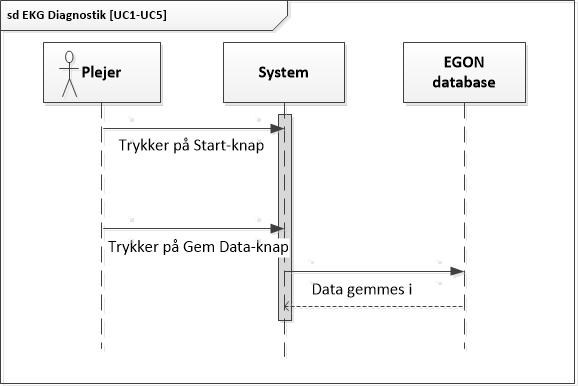 sd EKG Diagnostik [UC1-UC5]
Plejer
System
EGON
database
Trykker på Start-knap
Trykker på Gem Data-knap
Data gemmes i